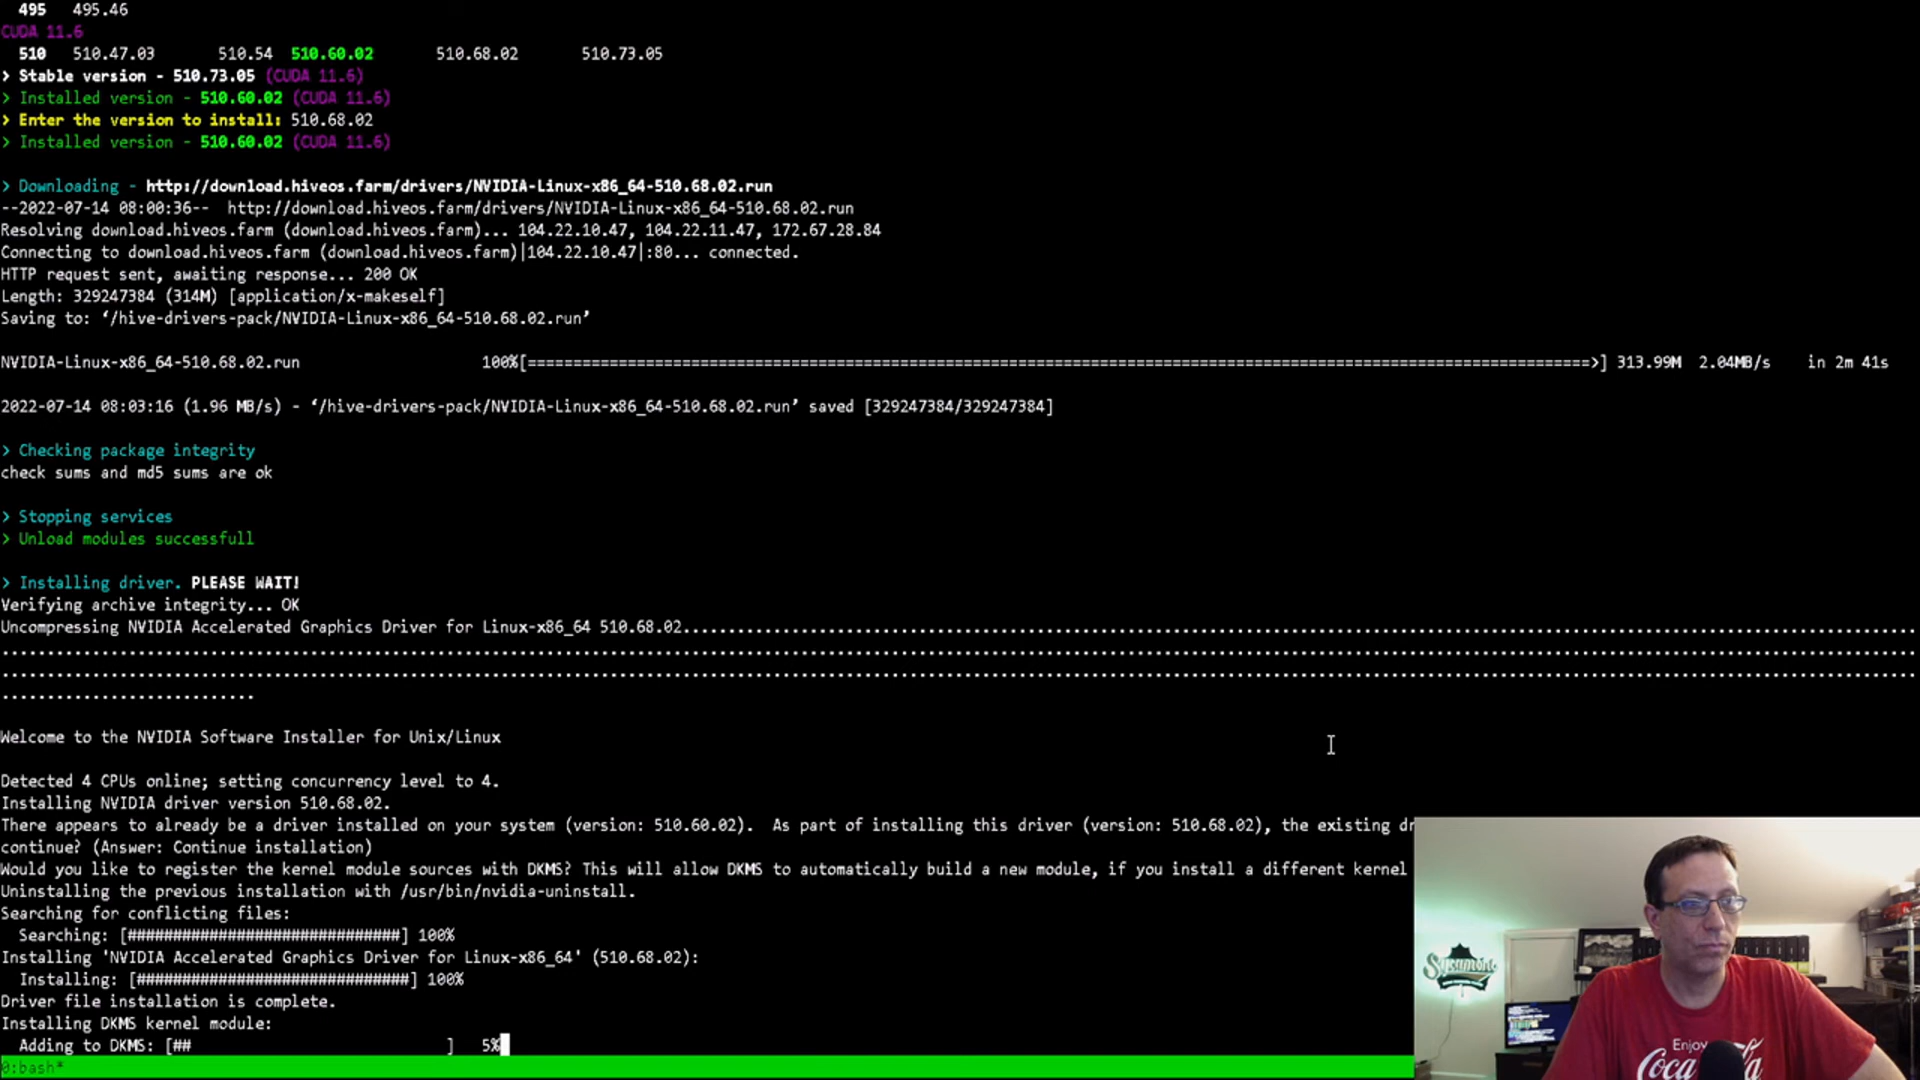 495 495.46
CUDA 11.6
510 510.47.03 510.54 510.60.02 510.68.02 510.73.05
> Stable version - 510.73.05 (CUDA 11.6)
> Installed version - 510.60.02 (CUDA 11.6)
> Enter the version to install: 510.68.02
> Installed version - 510.60.02 (CUDA 11.6)
> Downloading - http://download.hiveos.farm/drivers/NVIDIA-Linux-x86_64-510.68.02.run
--2022-07-14 08:00:36-- http://download.hiveos.farm/drivers/NVIDIA-Linux-x86_64-510.68.02.run
Resolving download.hiveos.farm (download.hiveos.farm)... 104.22.10.47, 104.22.11.47, 172.67.28.84
Connecting to download.hiveos.farm (download.hiveos.farm)|104.22.10.47|:80... connected.
HTTP request sent, awaiting response... 200 OK
Length: 329247384 (314M) [application/x-makeself]
Saving to: ‘/hive-drivers-pack/NVIDIA-Linux-x86_64-510.68.02.run’
NVIDIA-Linux-x86_64-510.68.02.run 100%[=====================================================================================================================>] 313.99M 2.04MB/s in 2m 41s
2022-07-14 08:03:16 (1.96 MB/s) - ‘/hive-drivers-pack/NVIDIA-Linux-x86_64-510.68.02.run’ saved [329247384/329247384]
> Checking package integrity
check sums and md5 sums are ok
> Stopping services
> Unload modules successfull
> Installing driver. PLEASE WAIT!
Verifying archive integrity... OK
Uncompressing NVIDIA Accelerated Graphics Driver for Linux-x86_64 510.68.02...............
Welcome to the NVIDIA Software Installer for Unix/Linux
Detected 4 CPUs online; setting concurrency level to 4.
Installing NVIDIA driver version 510.68.02.
There appears to already be a driver installed on your system (version: 510.60.02). As part of installing this driver (version: 510.68.02), the existing dr
continue? (Answer: Continue installation)
Would you like to register the kernel module sources with DKMS? This will allow DKMS to automatically build a new module, if you install a different kernel
Uninstalling the previous installation with /usr/bin/nvidia-uninstall.
Searching for conflicting files:
Searching: [##############################] 100%
Installing 'NVIDIA Accelerated Graphics Driver for Linux-x86_64' (510.68.02):
Installing: [##############################] 100%
Driver file installation is complete.
Installing DKMS kernel module:
Adding to DKMS: [## ] 5%
0:bash*
Enjoy
Coca-Cola